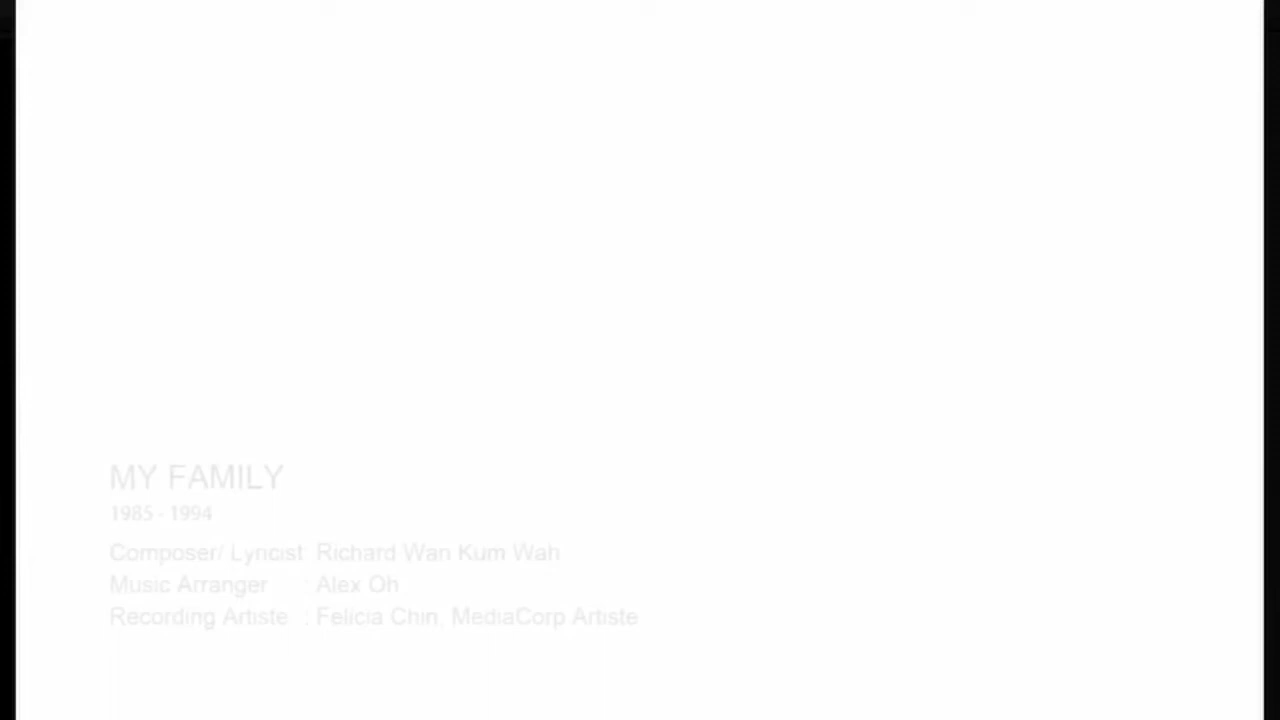 MY FAMILY
1985 - 1994
Composer/ Lyricist : Richard Wan Kum Wah
Music Arranger : Alex Oh
Recording Artiste : Felicia Chin, MediaCorp Artiste